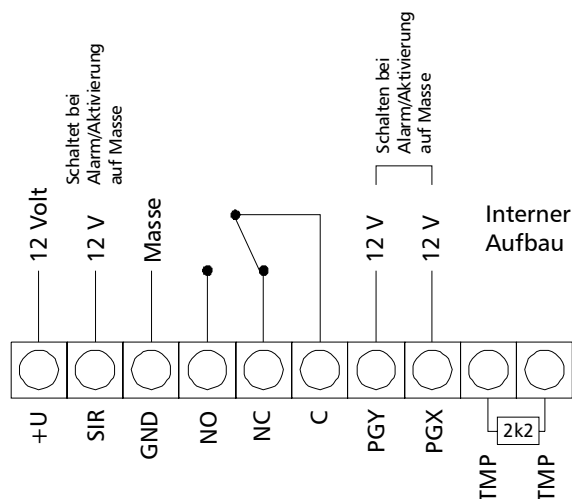 12 Volt
Schaltet bei
Alarm/Aktivierung
auf Masse
12 V
Masse
Schalten bei
Alarm/Aktivierung
auf Masse
12 V
12 V
Interner
Aufbau
+U
SIR
GND
NO
NC
C
PGY
PGX
2k2
TMP
TMP